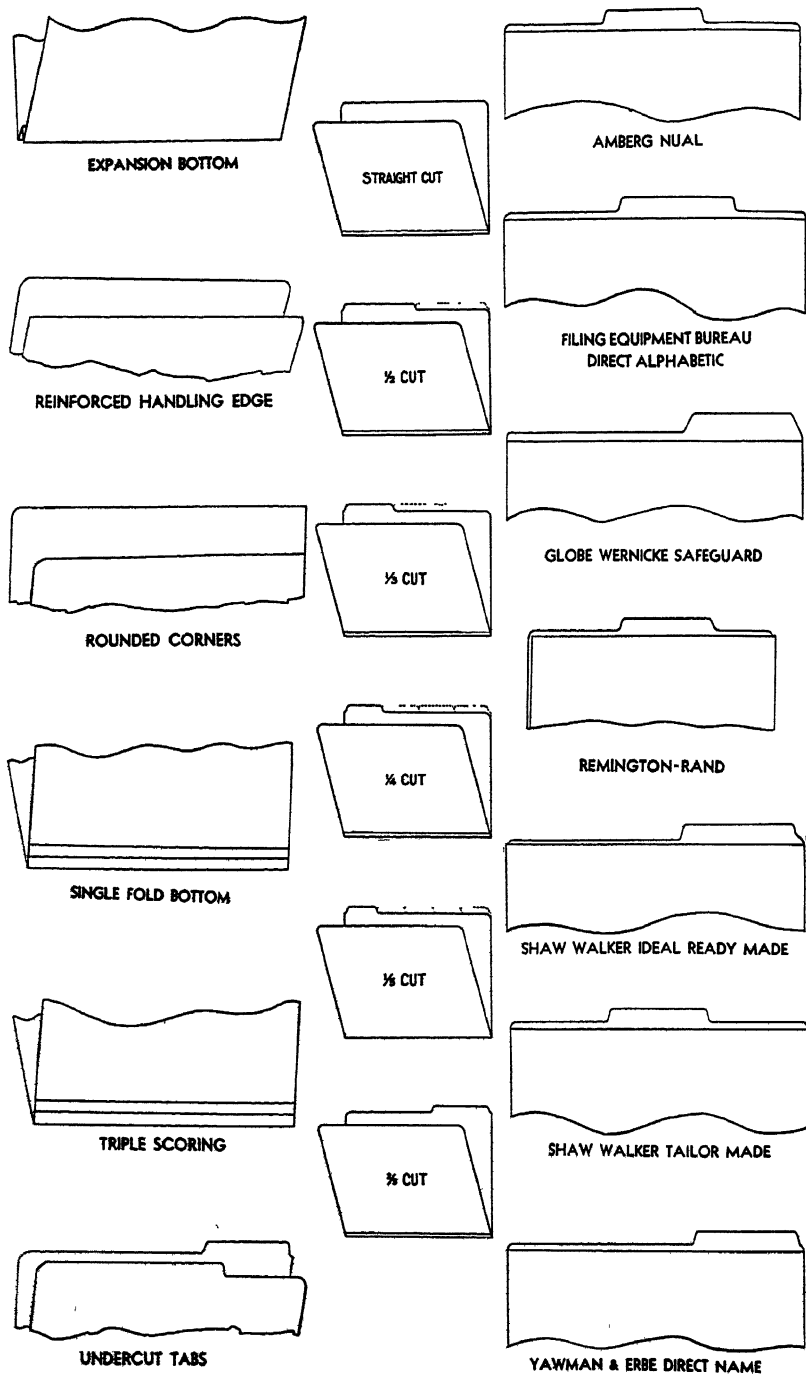 EXPANSION BOTTOM
REINFORCED HANDLING EDGE
ROUNDED CORNERS
SINGLE FOLD BOTTOM
TRIPLE SCORING
UNDERCUT TABS
STRAIGHT CUT
½ CUT
⅓ CUT
¼ CUT
⅕ CUT
⅖ CUT
AMBERG NUAL
FILING EQUIPMENT BUREAU
DIRECT ALPHABETIC
GLOBE WERNICKE SAFEGUARD
REMINGTON-RAND
SHAW WALKER IDEAL READY MADE
SHAW WALKER TAILOR MADE
YAWMAN & ERBE DIRECT NAME